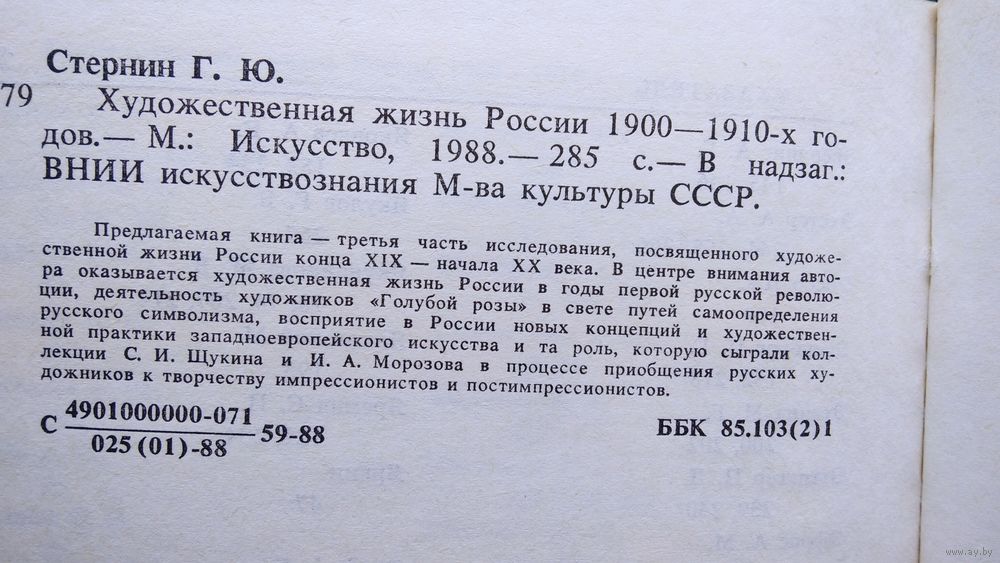 Стернин Г. Ю.
79
Художественная жизнь России 1900—1910-х го-
дов.— М.: Искусство, 1988.— 285 с.— В надзаг.:
ВНИИ искусствознания М-ва культуры СССР.
Предлагаемая книга — третья часть исследования, посвященного художе-
ственной жизни России конца XIX — начала XX века. В центре внимания авто-
ра оказывается художественная жизнь России в годы первой русской револю-
ции, деятельность художников «Голубой розы» в свете путей самоопределения
русского символизма, восприятие в России новых концепций и художествен-
ной практики западноевропейского искусства и та роль, которую сыграли кол-
лекции С. И. Щукина и И. А. Морозова в процессе приобщения русских ху-
дожников к творчеству импрессионистов и постимпрессионистов.
С 4901000000-071
025 (01)-88
59-88
ББК 85.103(2)1
www.ay.by